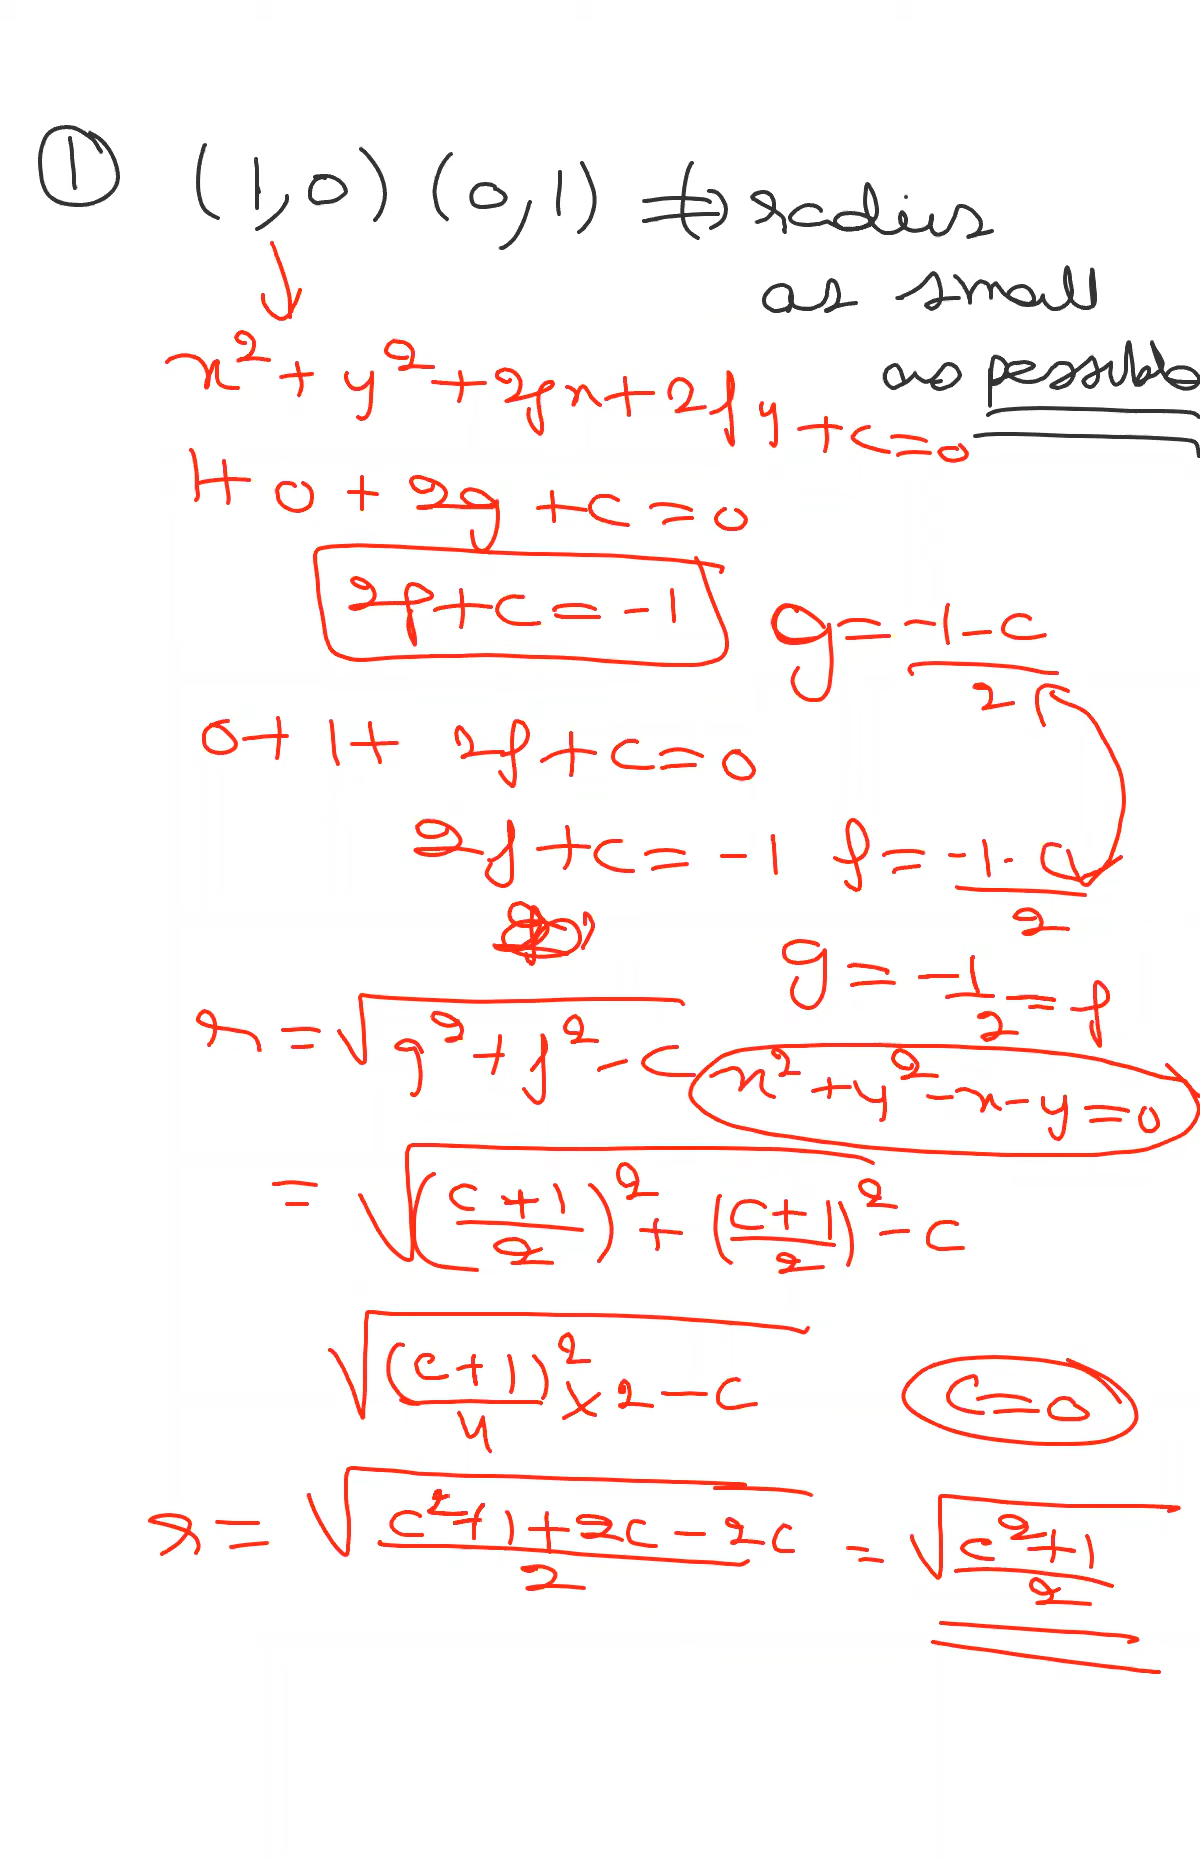 ① (1,0) (0,1) ⇒ radius
as small
as possible
x² + y² + 2gx + 2fy + c = 0
1 + 0 + 2g + c = 0
2g + c = -1
g = (-1-c)/2
0 + 1 + 2f + c = 0
2f + c = -1 f = (-1-c)/2
g = -1/2 = f
r = √(g² + f² - c)
x² + y² - x - y = 0
= √(((c+1)/2)² + ((c+1)/2)² - c)
√((c+1)²/4 × 2 - c)
c = 0
r = √((c² + 1 + 2c - 2c)/2) = √((c² + 1)/2)